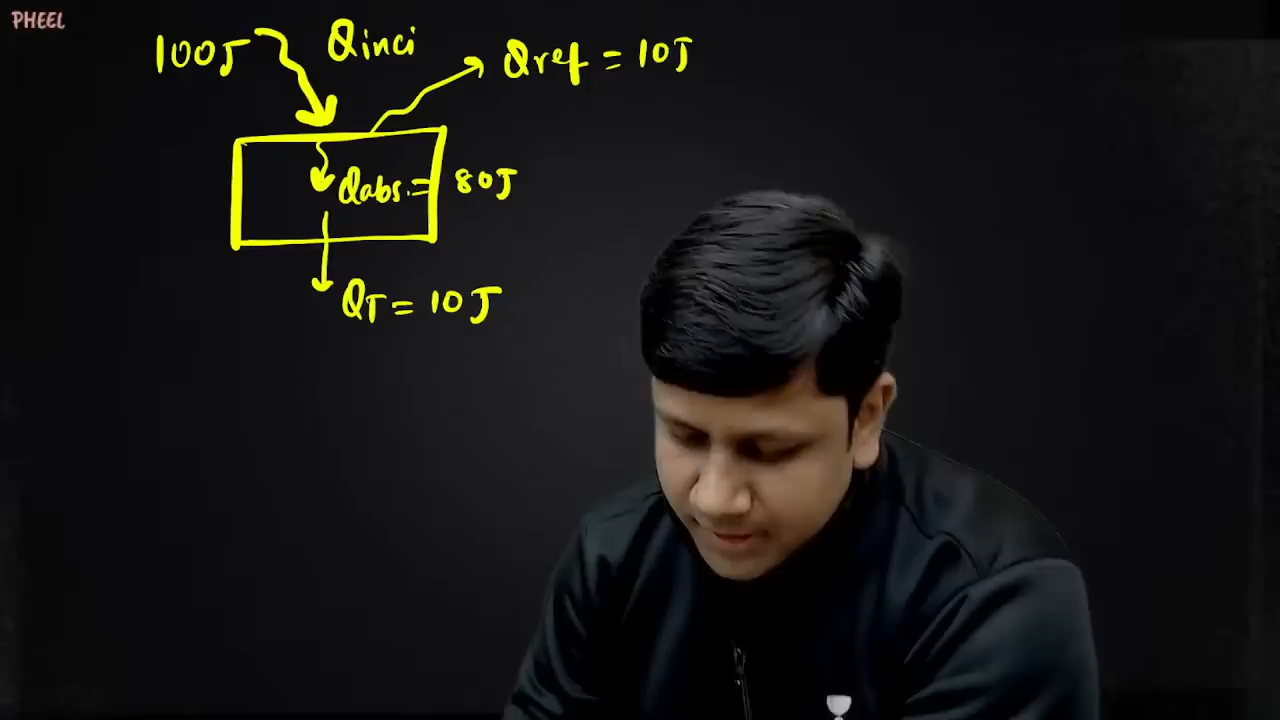 PHEEL
100J Qinci
Qref = 10J
Qabs. = 80J
QT = 10J